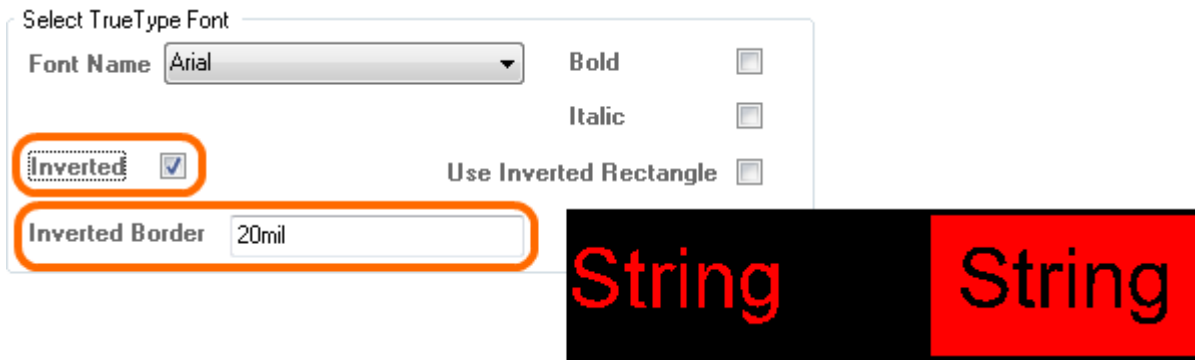 Select TrueType Font
Font Name Arial Bold
Italic
Inverted Use Inverted Rectangle
Inverted Border 20mil
String String